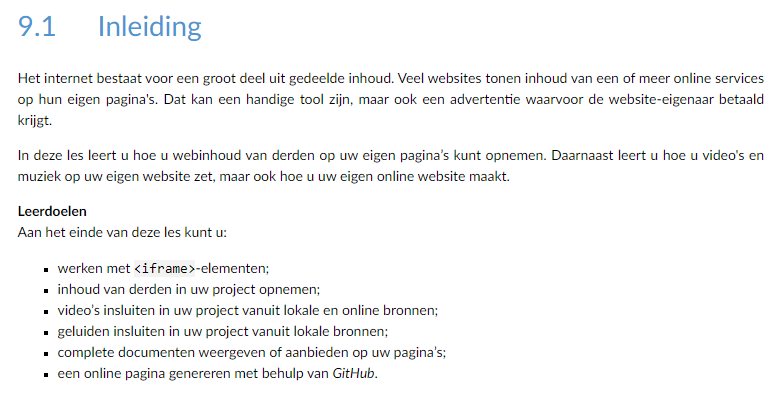 9.1 Inleiding
Het internet bestaat voor een groot deel uit gedeelde inhoud. Veel websites tonen inhoud van een of meer online services
op hun eigen pagina's. Dat kan een handige tool zijn, maar ook een advertentie waarvoor de website-eigenaar betaald
krijgt.
In deze les leert u hoe u webinhoud van derden op uw eigen pagina’s kunt opnemen. Daarnaast leert u hoe u video's en
muziek op uw eigen website zet, maar ook hoe u uw eigen online website maakt.
Leerdoelen
Aan het einde van deze les kunt u:
▪ werken met <iframe>-elementen;
▪ inhoud van derden in uw project opnemen;
▪ video’s insluiten in uw project vanuit lokale en online bronnen;
▪ geluiden insluiten in uw project vanuit lokale bronnen;
▪ complete documenten weergeven of aanbieden op uw pagina’s;
▪ een online pagina genereren met behulp van GitHub.